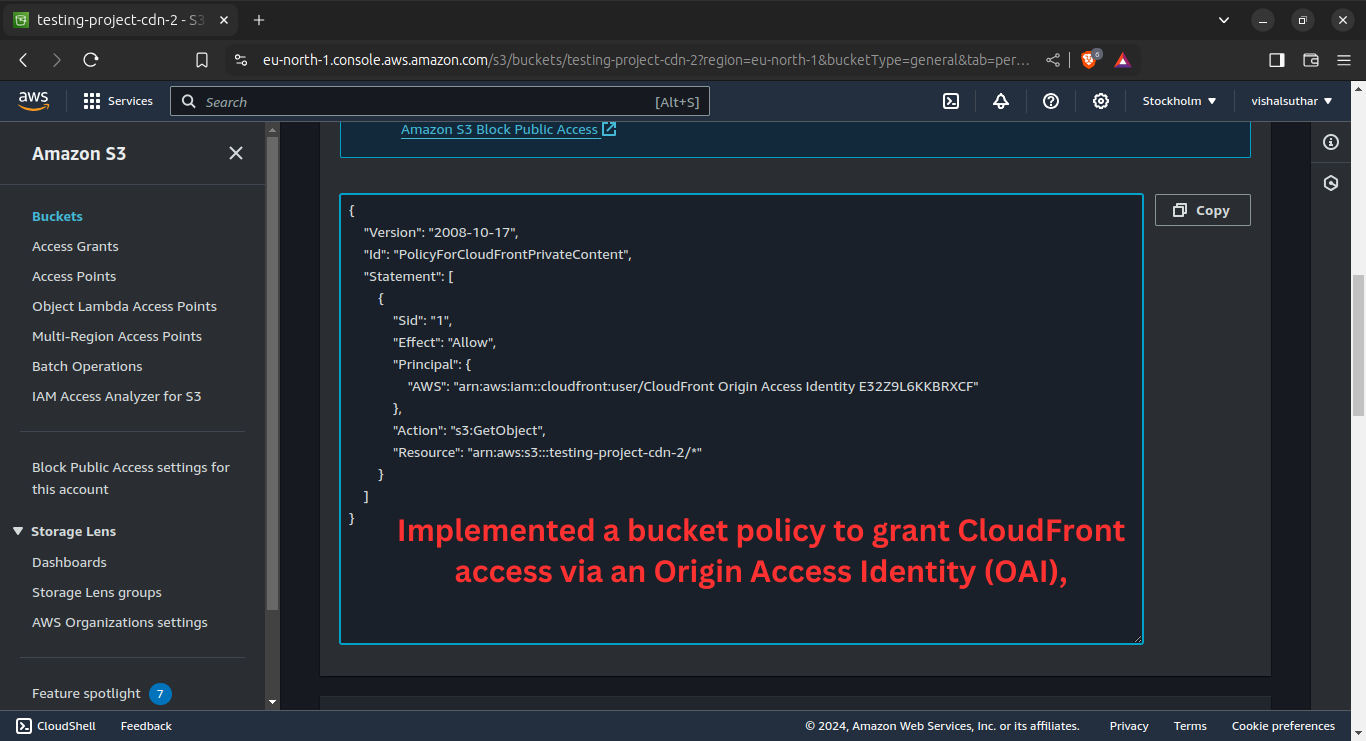 testing-project-cdn-2 - S3
eu-north-1.console.aws.amazon.com/s3/buckets/testing-project-cdn-2?region=eu-north-1&bucketType=general&tab=per...
6
aws
Services
Search
[Alt+S]
Stockholm
vishalsuthar
Amazon S3
Buckets
Access Grants
Access Points
Object Lambda Access Points
Multi-Region Access Points
Batch Operations
IAM Access Analyzer for S3
Block Public Access settings for
this account
Storage Lens
Dashboards
Storage Lens groups
AWS Organizations settings
Feature spotlight 7
Amazon S3 Block Public Access
Copy
{
"Version": "2008-10-17",
"Id": "PolicyForCloudFrontPrivateContent",
"Statement": [
{
"Sid": "1",
"Effect": "Allow",
"Principal": {
"AWS": "arn:aws:iam::cloudfront:user/CloudFront Origin Access Identity E32Z9L6KKBRXCF"
},
"Action": "s3:GetObject",
"Resource": "arn:aws:s3:::testing-project-cdn-2/*"
}
]
}
Implemented a bucket policy to grant CloudFront
access via an Origin Access Identity (OAI),
CloudShell
Feedback
© 2024, Amazon Web Services, Inc. or its affiliates.
Privacy
Terms
Cookie preferences